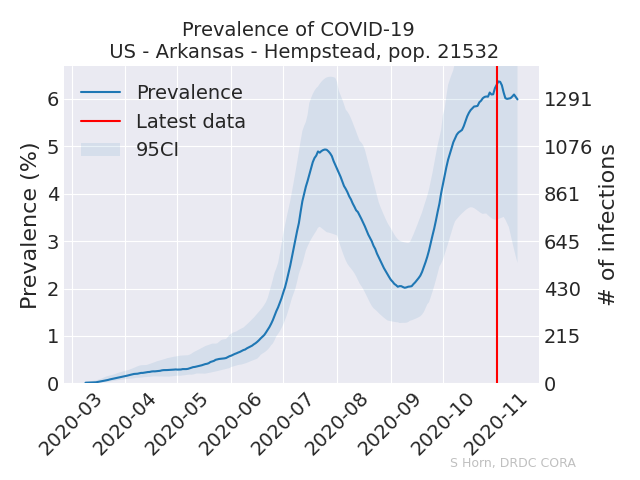 Prevalence of COVID-19
US - Arkansas - Hempstead, pop. 21532
Prevalence
Latest data
95CI
Prevalence (%)
6
5
4
3
2
1
0
1291
1076
861
645
430
215
0
# of infections
2020-03
2020-04
2020-05
2020-06
2020-07
2020-08
2020-09
2020-10
2020-11
S Horn, DRDC CORA